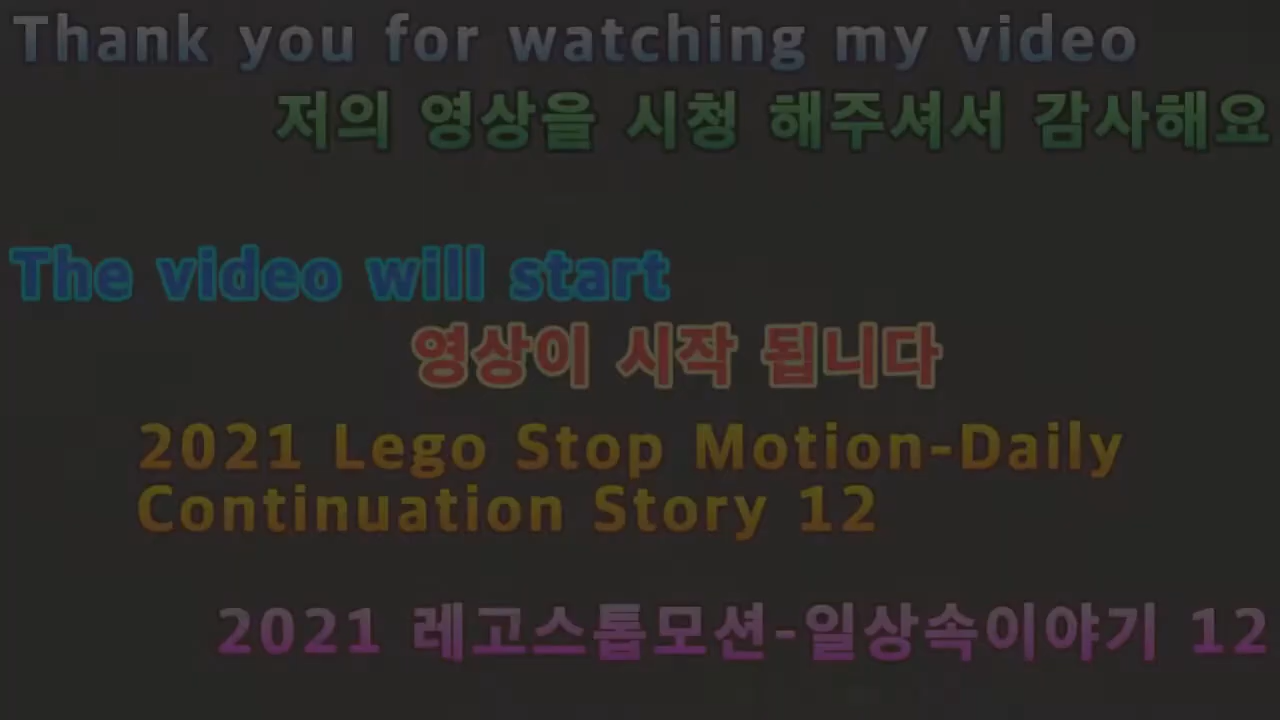 Thank you for watching my video
저의 영상을 시청 해주셔서 감사해요
The video will start
영상이 시작 됩니다
2021 Lego Stop Motion-Daily
Continuation Story 12
2021 레고스톱모션-일상속이야기 12